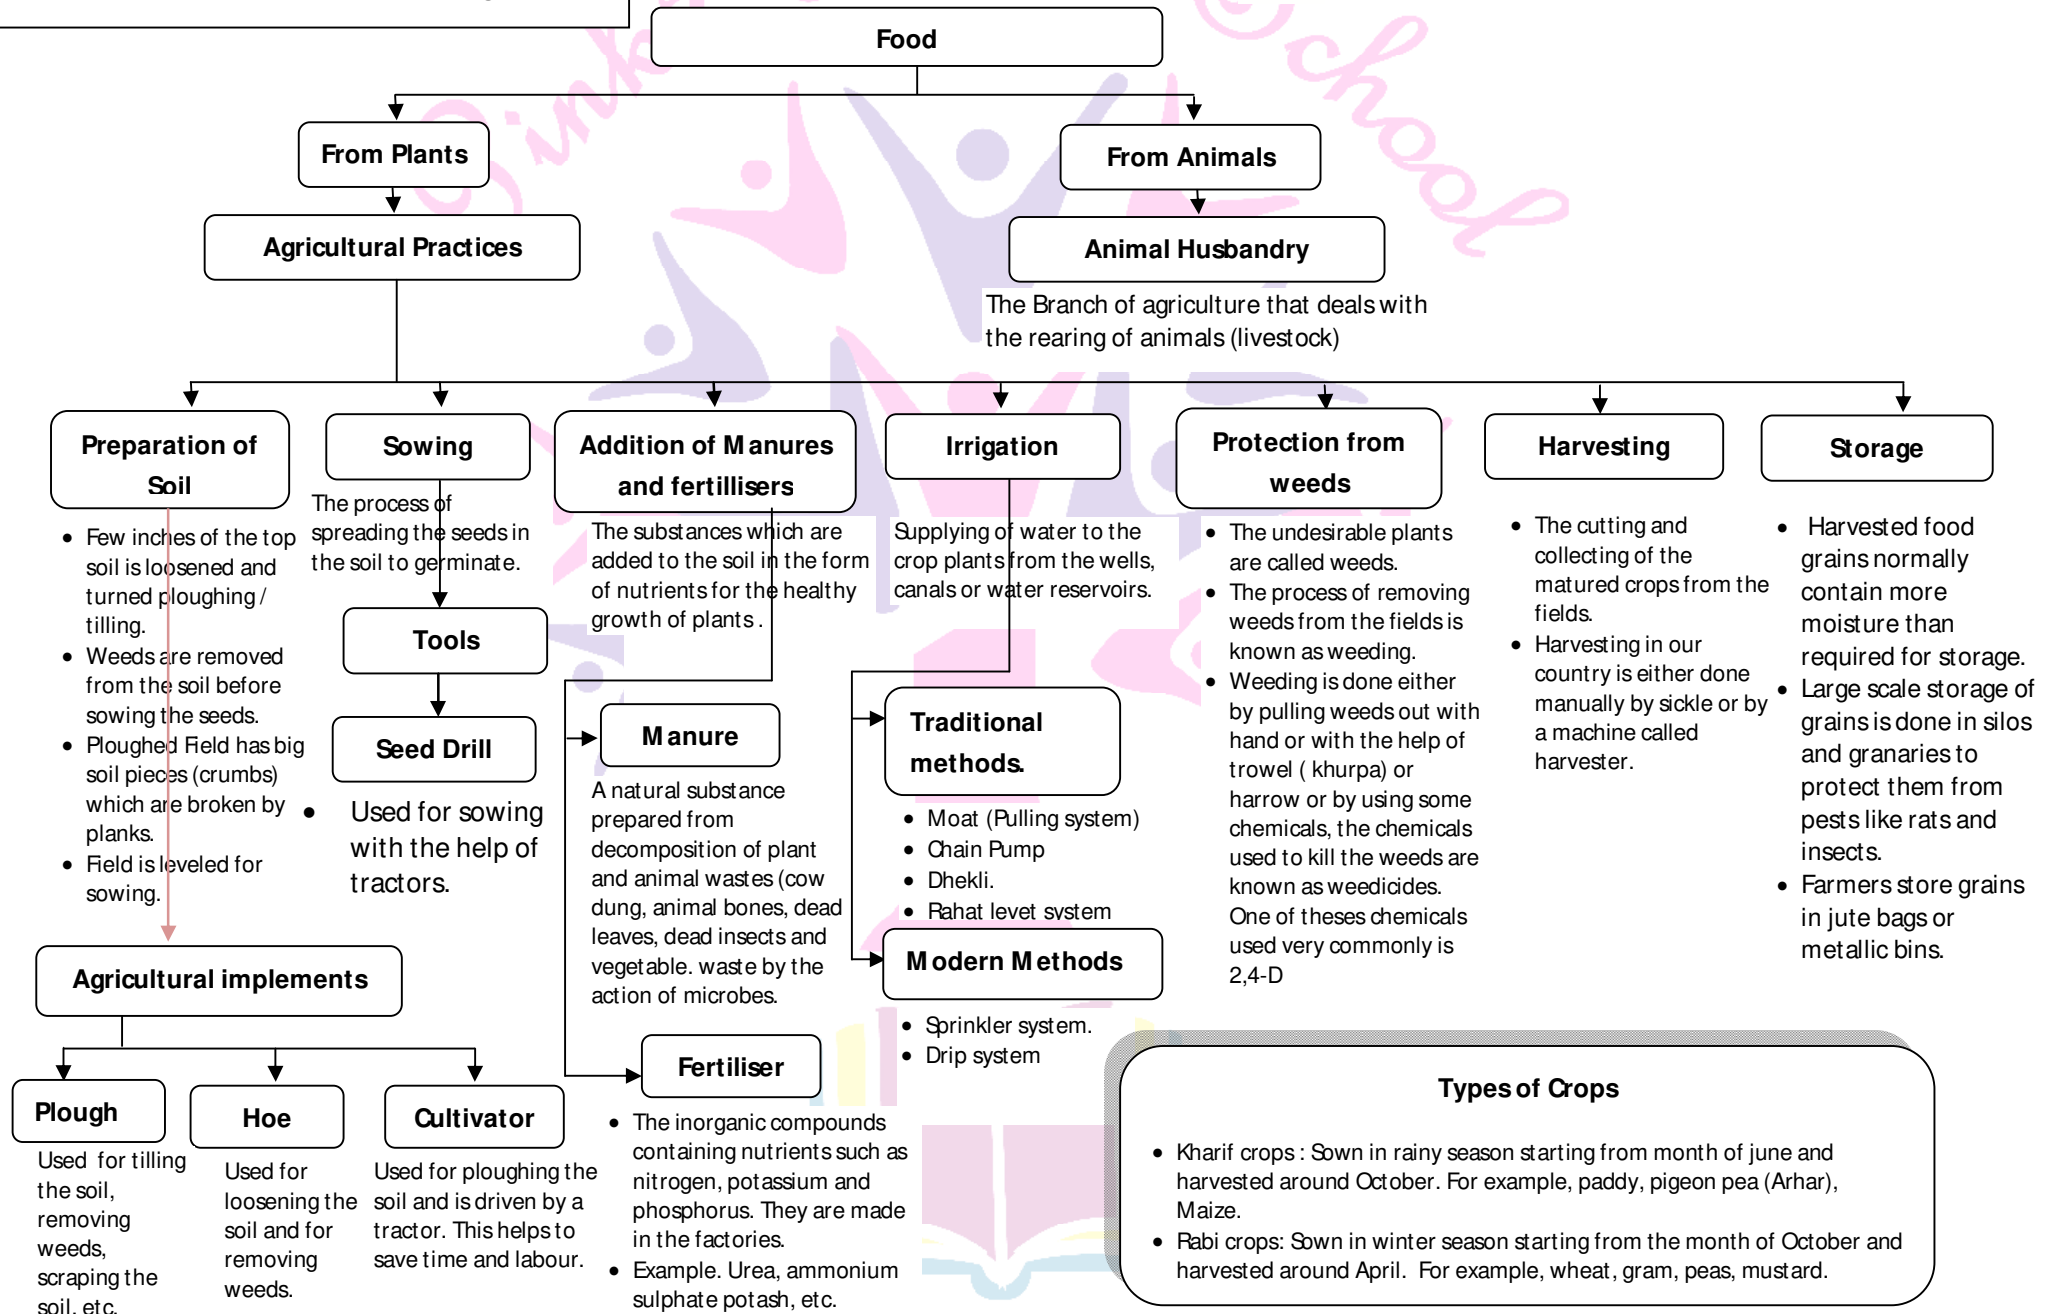 Food
From Plants
From Animals
Agricultural Practices
Animal Husbandry
The Branch of agriculture that deals with
the rearing of animals (livestock)
Preparation of
Soil
• Few inches of the top
soil is loosened and
turned ploughing /
tilling.
• Weeds are removed
from the soil before
sowing the seeds.
• Ploughed Field has big
soil pieces (crumbs)
which are broken by
planks.
• Field is leveled for
sowing.
Agricultural implements
Plough
Used for tilling
the soil,
removing
weeds,
scraping the
soil, etc.
Hoe
Used for
loosening the
soil and for
removing
weeds.
Cultivator
Used for ploughing the
soil and is driven by a
tractor. This helps to
save time and labour.
Sowing
The process of
spreading the seeds in
the soil to germinate.
Tools
Seed Drill
• Used for sowing
with the help of
tractors.
Addition of Manures
and fertillisers
The substances which are
added to the soil in the form
of nutrients for the healthy
growth of plants .
Manure
A natural substance
prepared from
decomposition of plant
and animal wastes (cow
dung, animal bones, dead
leaves, dead insects and
vegetable. waste by the
action of microbes.
Fertiliser
• The inorganic compounds
containing nutrients such as
nitrogen, potassium and
phosphorus. They are made
in the factories.
• Example. Urea, ammonium
sulphate potash, etc.
Irrigation
Supplying of water to the
crop plants from the wells,
canals or water reservoirs.
Traditional
methods.
• Moat (Pulling system)
• Chain Pump
• Dhekli.
• Rahat levet system
Modern Methods
• Sprinkler system.
• Drip system
Protection from
weeds
• The undesirable plants
are called weeds.
• The process of removing
weeds from the fields is
known as weeding.
• Weeding is done either
by pulling weeds out with
hand or with the help of
trowel ( khurpa) or
harrow or by using some
chemicals, the chemicals
used to kill the weeds are
known as weedicides.
One of theses chemicals
used very commonly is
2,4-D
Harvesting
• The cutting and
collecting of the
matured crops from the
fields.
• Harvesting in our
country is either done
manually by sickle or by
a machine called
harvester.
Storage
• Harvested food
grains normally
contain more
moisture than
required for storage.
• Large scale storage of
grains is done in silos
and granaries to
protect them from
pests like rats and
insects.
• Farmers store grains
in jute bags or
metallic bins.
Types of Crops
• Kharif crops : Sown in rainy season starting from month of june and
harvested around October. For example, paddy, pigeon pea (Arhar),
Maize.
• Rabi crops: Sown in winter season starting from the month of October and
harvested around April. For example, wheat, gram, peas, mustard.